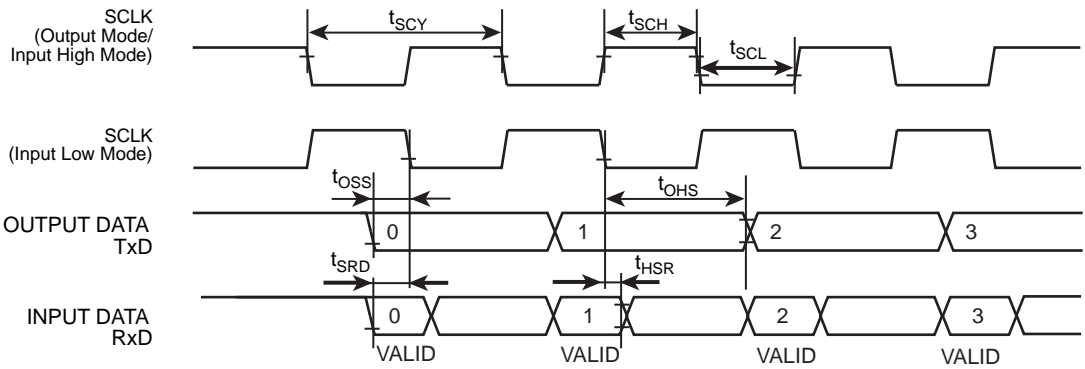 SCLK
(Output Mode/
Input High Mode)
tSCY
tSCH
tSCL
SCLK
(Input Low Mode)
tOSS
tOHS
OUTPUT DATA
TxD
0
1
2
3
tSRD
tHSR
INPUT DATA
RxD
0
1
2
3
VALID
VALID
VALID
VALID